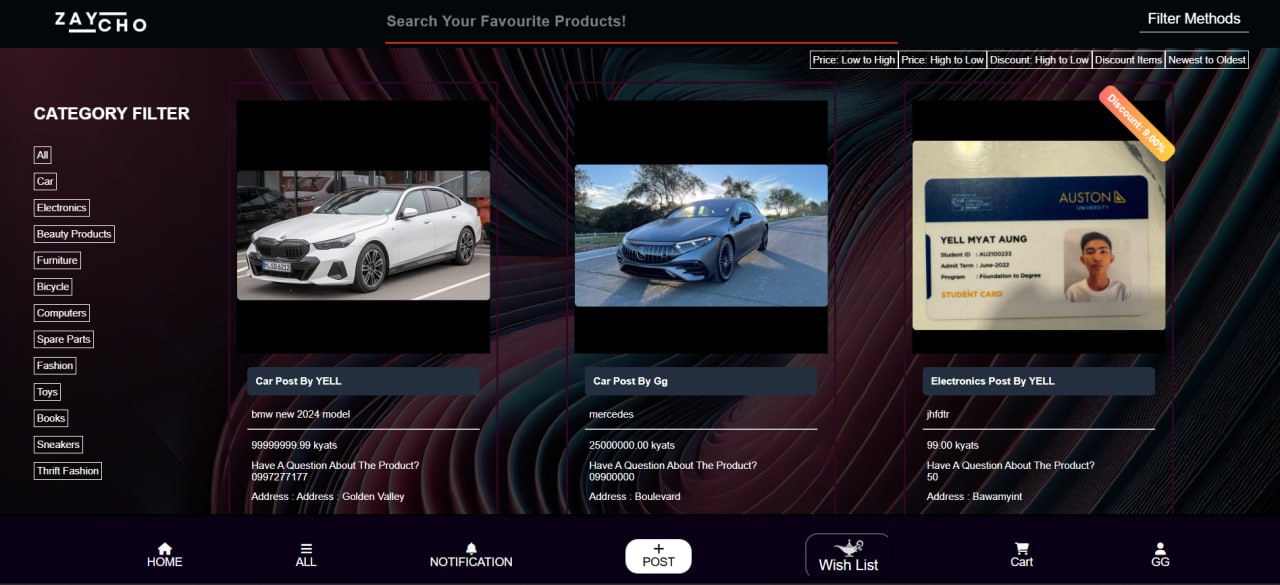 ZAYCHO
Search Your Favourite Products!
Filter Methods
Price: Low to High
Price: High to Low
Discount: High to Low
Discount Items
Newest to Oldest
CATEGORY FILTER
All
Car
Electronics
Beauty Products
Furniture
Bicycle
Computers
Spare Parts
Fashion
Toys
Books
Sneakers
Thrift Fashion
Car Post By YELL
bmw new 2024 model
99999999.99 kyats
Have A Question About The Product?
0997277177
Address : Address : Golden Valley
Car Post By Gg
mercedes
25000000.00 kyats
Have A Question About The Product?
09900000
Address : Boulevard
Discount: 9.00%
AUSTON
UNIVERSITY
YELL MYAT AUNG
Student ID : AU2100233
Admit Term : June-2022
Program : Foundation to Degree
STUDENT CARD
Electronics Post By YELL
jhfdtr
99.00 kyats
Have A Question About The Product?
50
Address : Bawamyint
HOME
ALL
NOTIFICATION
POST
Wish List
Cart
GG